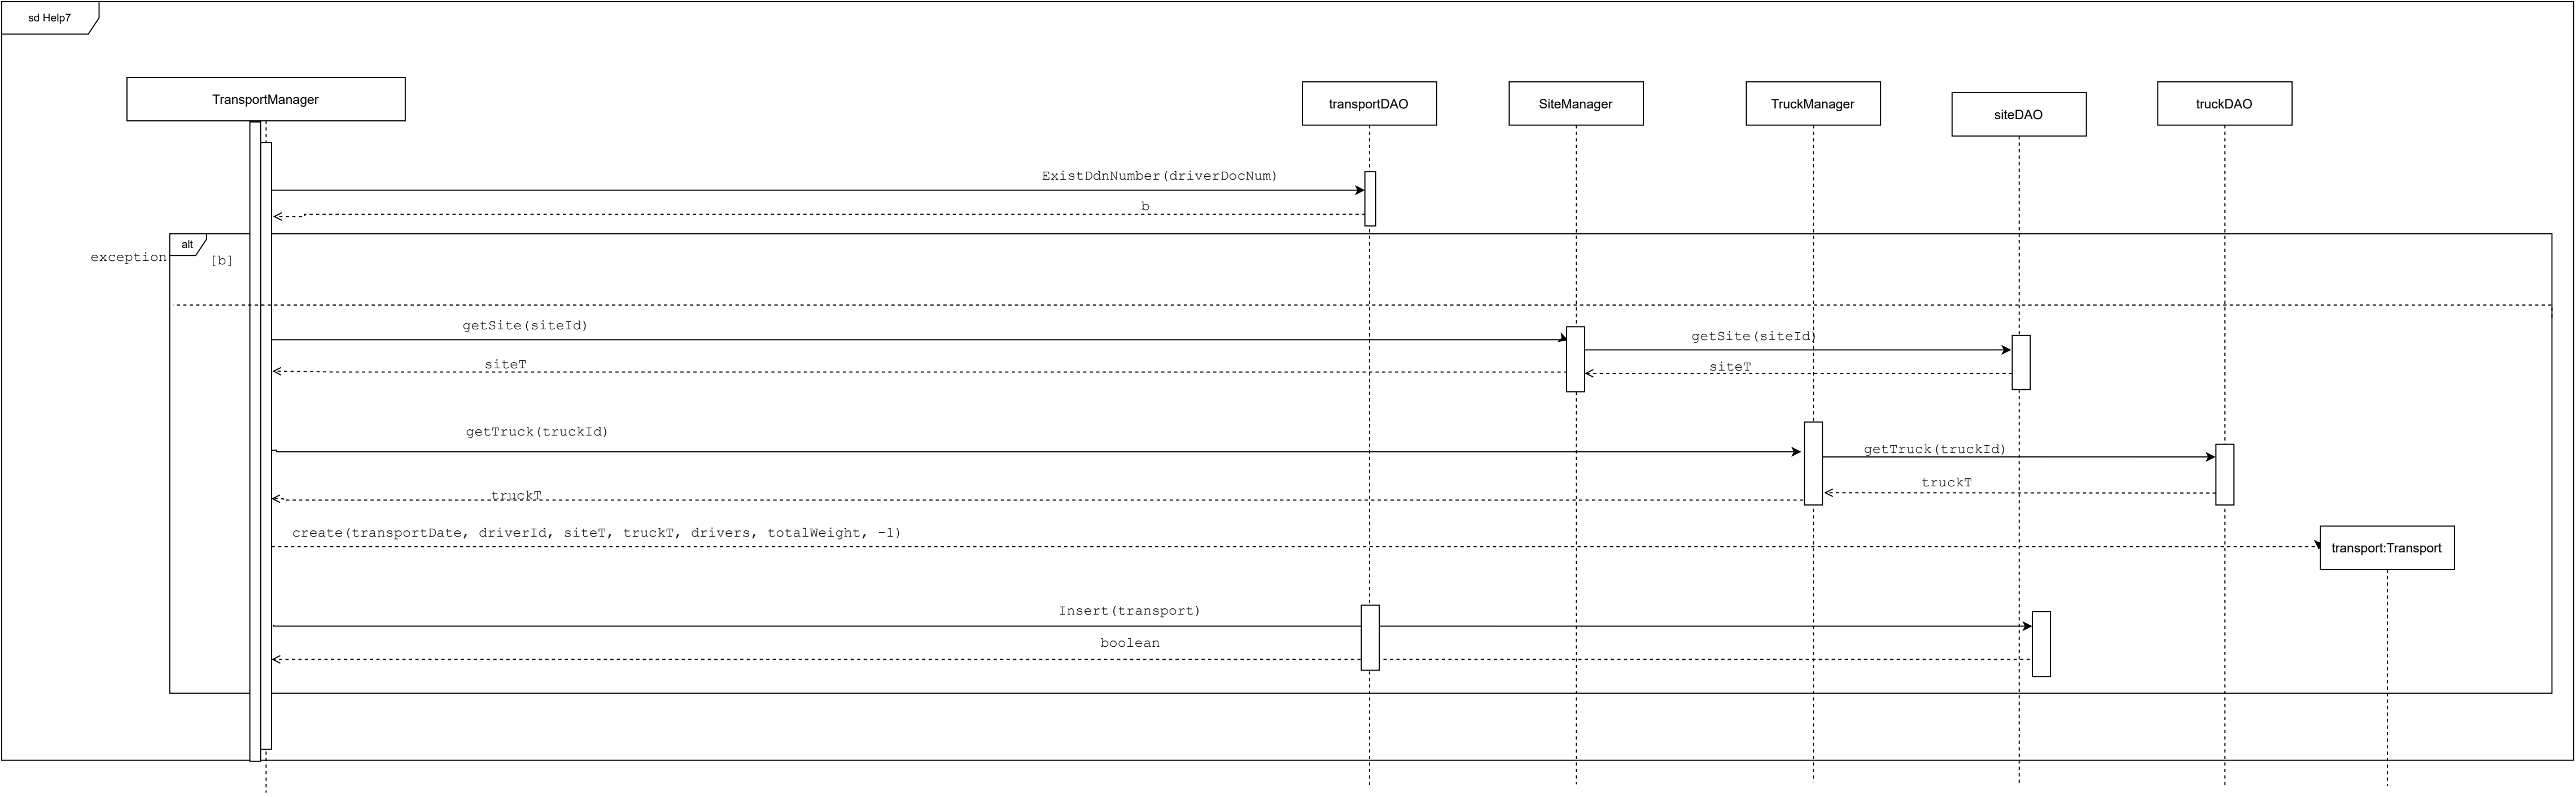 sd Help7
TransportManager
transportDAO
SiteManager
TruckManager
siteDAO
truckDAO
ExistDdnNumber(driverDocNum)
b
alt
exception
[b]
getSite(siteId)
getSite(siteId)
siteT
siteT
getTruck(truckId)
getTruck(truckId)
truckT
truckT
create(transportDate, driverId, siteT, truckT, drivers, totalWeight, -1)
transport:Transport
Insert(transport)
boolean